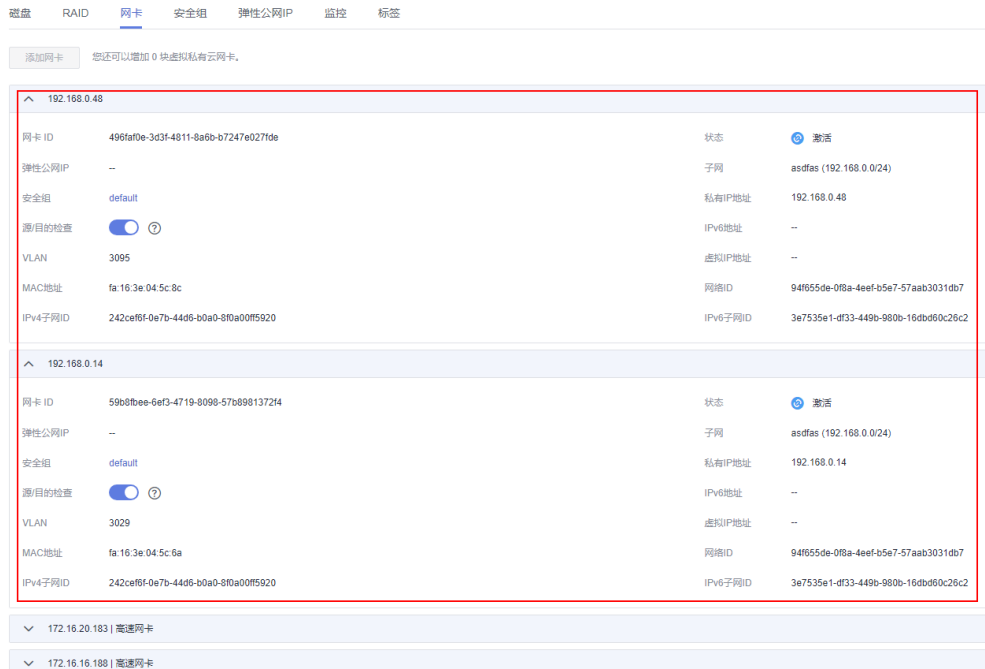 磁盘 RAID 网卡 安全组 弹性公网IP 监控 标签
添加网卡 您还可以增加 0 块虚拟私有云网卡。
192.168.0.48
网卡 ID 496faf0e-3d3f-4811-8a6b-b7247e027fde 状态 激活
弹性公网IP -- 子网 asdfas (192.168.0.0/24)
安全组 default 私有IP地址 192.168.0.48
源/目的检查 ? IPv6地址 --
VLAN 3095 虚拟IP地址 --
MAC地址 fa:16:3e:04:5c:8c 网络ID 94f655de-0f8a-4eef-b5e7-57aab3031db7
IPv4子网ID 242cef6f-0e7b-44d6-b0a0-8f0a00ff5920 IPv6子网ID 3e7535e1-df33-449b-980b-16dbd60c26c2
192.168.0.14
网卡 ID 59b8fbee-6ef3-4719-8098-57b8981372f4 状态 激活
弹性公网IP -- 子网 asdfas (192.168.0.0/24)
安全组 default 私有IP地址 192.168.0.14
源/目的检查 ? IPv6地址 --
VLAN 3029 虚拟IP地址 --
MAC地址 fa:16:3e:04:5c:6a 网络ID 94f655de-0f8a-4eef-b5e7-57aab3031db7
IPv4子网ID 242cef6f-0e7b-44d6-b0a0-8f0a00ff5920 IPv6子网ID 3e7535e1-df33-449b-980b-16dbd60c26c2
172.16.20.183 | 高速网卡
172.16.16.188 | 高速网卡